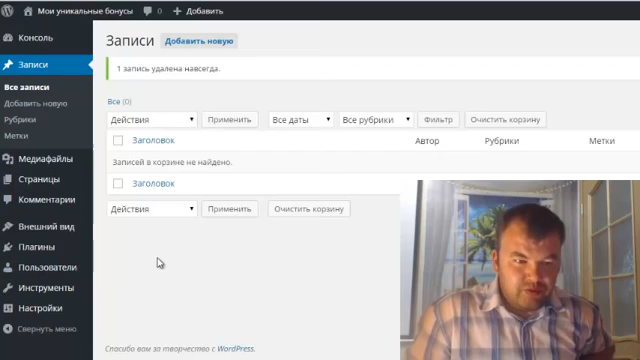 Мои уникальные бонусы 0 Добавить
Консоль
Записи
Все записи
Добавить новую
Рубрики
Метки
Медиафайлы
Страницы
Комментарии
Внешний вид
Плагины
Пользователи
Инструменты
Настройки
Свернуть меню
Записи Добавить новую
1 запись удалена навсегда.
Все (0)
Действия Применить Все даты Все рубрики Фильтр Очистить корзину
Заголовок Автор Рубрики Метки
Записей в корзине не найдено.
Заголовок
Действия Применить Очистить корзину
Спасибо вам за творчество с WordPress.